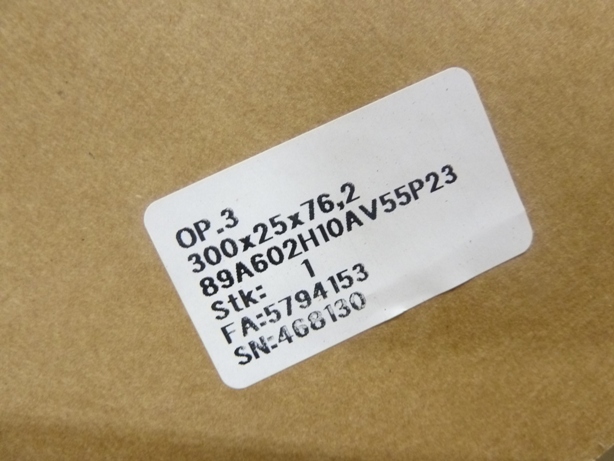 OP.3
300x25x76,2
89A602H10AV55P23
Stk: 1
FA:5794153
SN:468130